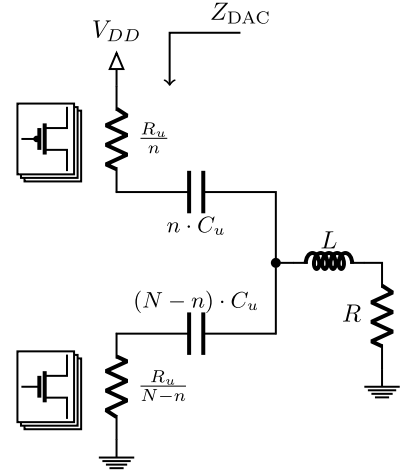 Z_DAC
V_DD
R_u/n
n · C_u
L
(N − n) · C_u
R
R_u/N−n